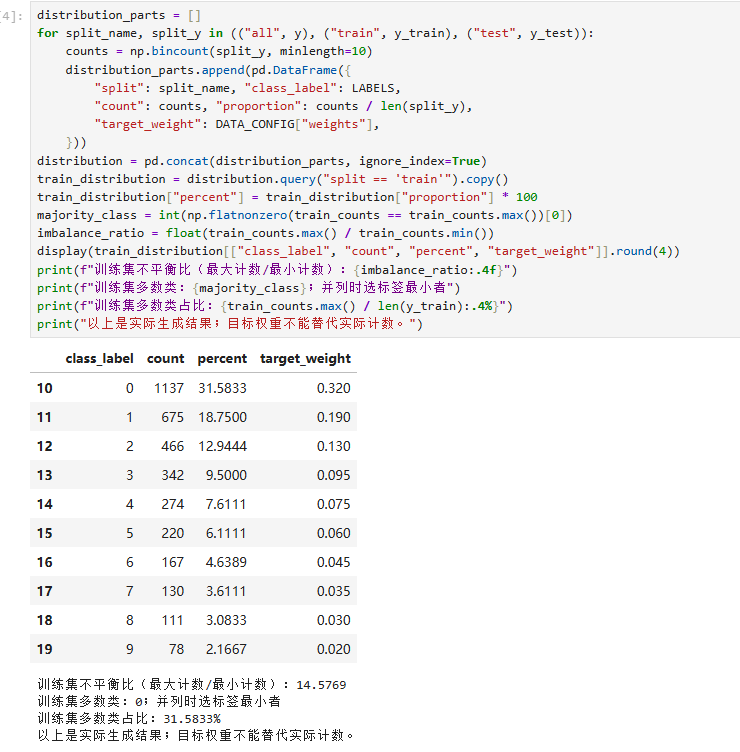 [4]:
distribution_parts = []
for split_name, split_y in (("all", y), ("train", y_train), ("test", y_test)):
    counts = np.bincount(split_y, minlength=10)
    distribution_parts.append(pd.DataFrame({
        "split": split_name, "class_label": LABELS,
        "count": counts, "proportion": counts / len(split_y),
        "target_weight": DATA_CONFIG["weights"],
    }))
distribution = pd.concat(distribution_parts, ignore_index=True)
train_distribution = distribution.query("split == 'train'").copy()
train_distribution["percent"] = train_distribution["proportion"] * 100
majority_class = int(np.flatnonzero(train_counts == train_counts.max())[0])
imbalance_ratio = float(train_counts.max() / train_counts.min())
display(train_distribution[["class_label", "count", "percent", "target_weight"]].round(4))
print(f"训练集不平衡比（最大计数/最小计数）：{imbalance_ratio:.4f}")
print(f"训练集多数类：{majority_class}；并列时选标签最小者")
print(f"训练集多数类占比：{train_counts.max() / len(y_train):.4%}")
print("以上是实际生成结果；目标权重不能替代实际计数。")
class_label count percent target_weight
10 0 1137 31.5833 0.320
11 1 675 18.7500 0.190
12 2 466 12.9444 0.130
13 3 342 9.5000 0.095
14 4 274 7.6111 0.075
15 5 220 6.1111 0.060
16 6 167 4.6389 0.045
17 7 130 3.6111 0.035
18 8 111 3.0833 0.030
19 9 78 2.1667 0.020
训练集不平衡比（最大计数/最小计数）：14.5769
训练集多数类：0；并列时选标签最小者
训练集多数类占比：31.5833%
以上是实际生成结果；目标权重不能替代实际计数。